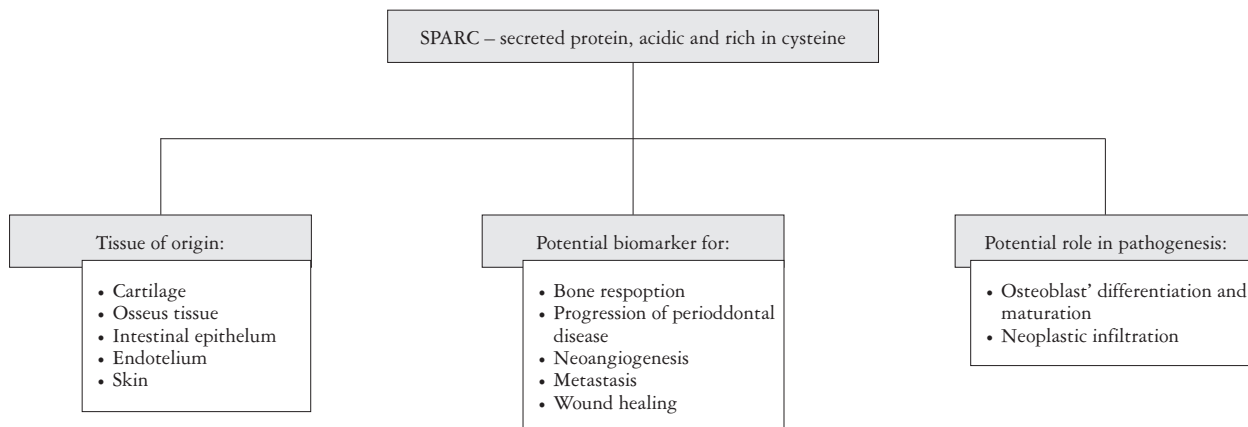 SPARC – secreted protein, acidic and rich in cysteine
Tissue of origin:
• Cartilage
• Osseus tissue
• Intestinal epithelum
• Endotelium
• Skin
Potential biomarker for:
• Bone respoption
• Progression of perioddontal
disease
• Neoangiogenesis
• Metastasis
• Wound healing
Potential role in pathogenesis:
• Osteoblast’ differentiation and
maturation
• Neoplastic infiltration